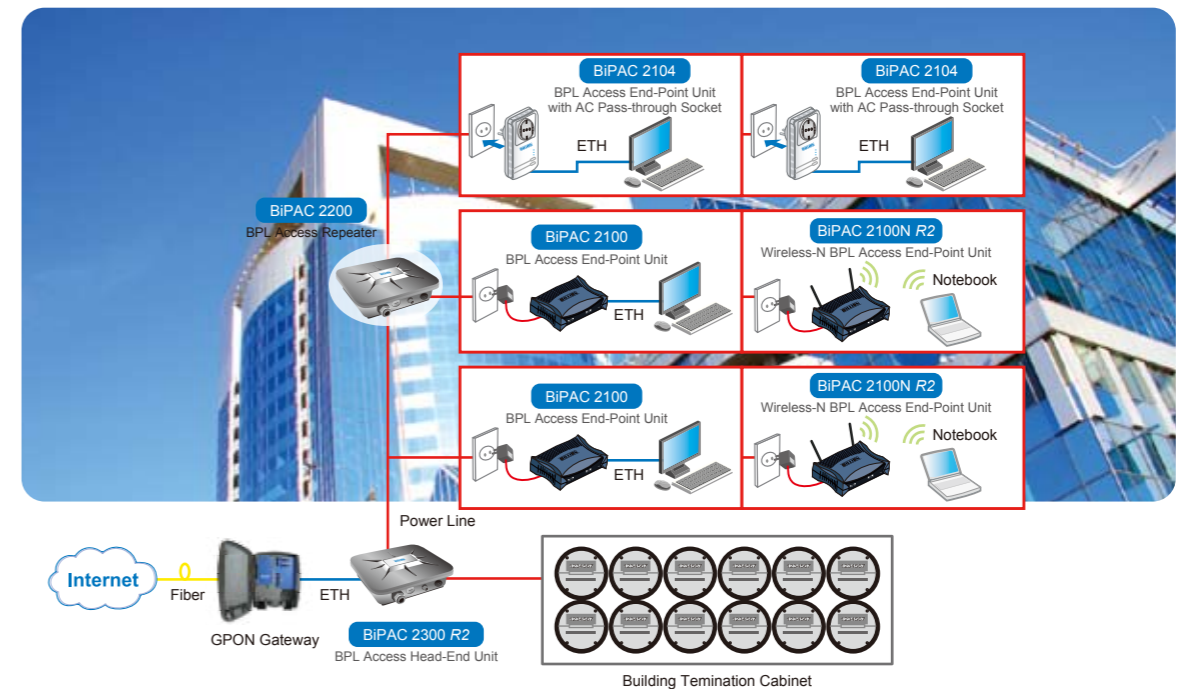 BiPAC 2104
BPL Access End-Point Unit
with AC Pass-through Socket
ETH
BiPAC 2104
BPL Access End-Point Unit
with AC Pass-through Socket
ETH
BiPAC 2200
BPL Access Repeater
BiPAC 2100
BPL Access End-Point Unit
ETH
BiPAC 2100N R2
Wireless-N BPL Access End-Point Unit
Notebook
BiPAC 2100
BPL Access End-Point Unit
ETH
BiPAC 2100N R2
Wireless-N BPL Access End-Point Unit
Notebook
Power Line
Internet
Fiber
GPON Gateway
ETH
BiPAC 2300 R2
BPL Access Head-End Unit
Building Temination Cabinet